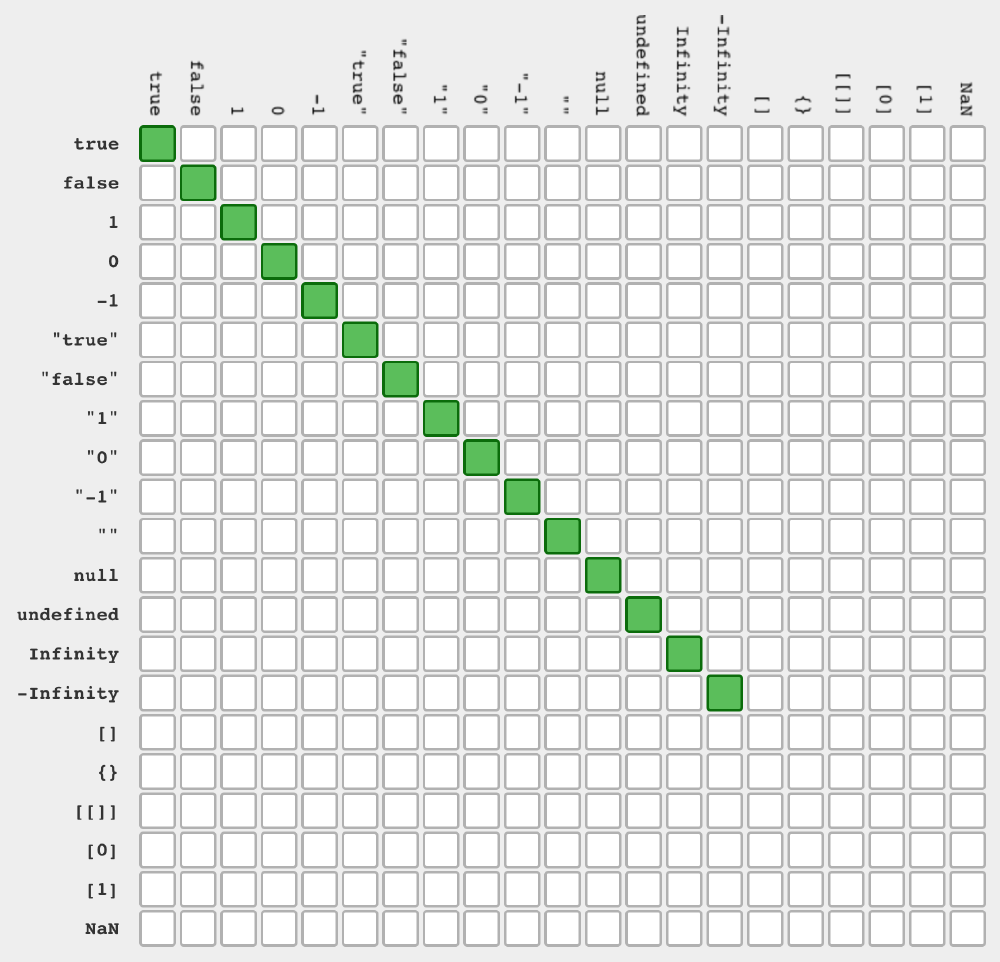 true
false
1
0
-1
"true"
"false"
"1"
"0"
"-1"
""
null
undefined
Infinity
-Infinity
[]
{}
[[]]
[0]
[1]
NaN
true
false
1
0
-1
"true"
"false"
"1"
"0"
"-1"
""
null
undefined
Infinity
-Infinity
[]
{}
[[]]
[0]
[1]
NaN